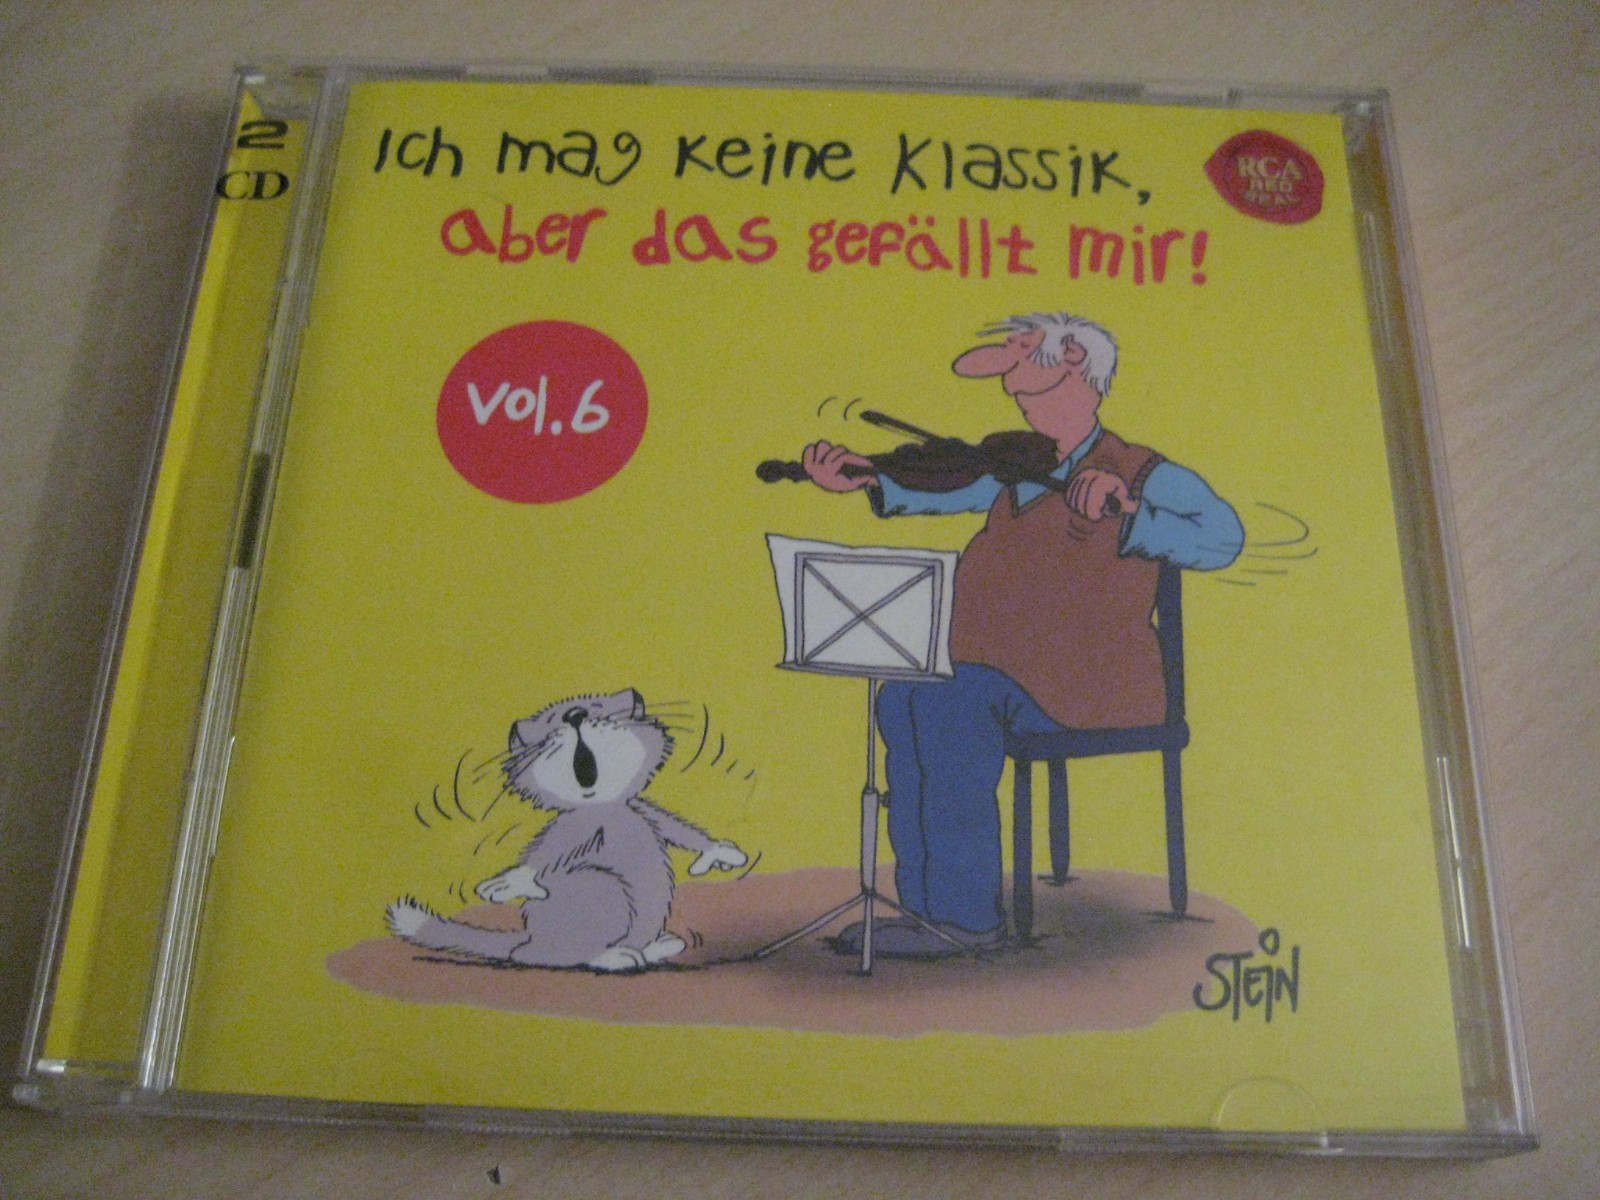 2
CD
Ich mag keine Klassik,
aber das gefällt mir!
RCA
RED
SEAL
Vol.6
STEIN